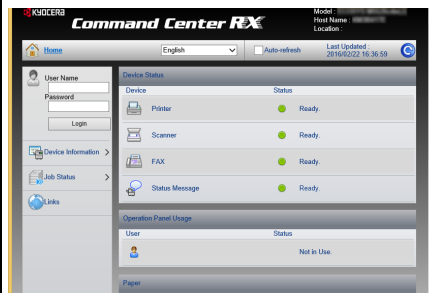 KYOCERA
Command Center RX
Model :
Host Name :
Location :
Home
English
Auto-refresh
Last Updated :
2016/02/22 16:36:59
User Name
Password
Login
Device Information
Job Status
Links
Device Status
Device Status
Printer Ready.
Scanner Ready.
FAX Ready.
Status Message Ready.
Operation Panel Usage
User Status
Not in Use.
Paper